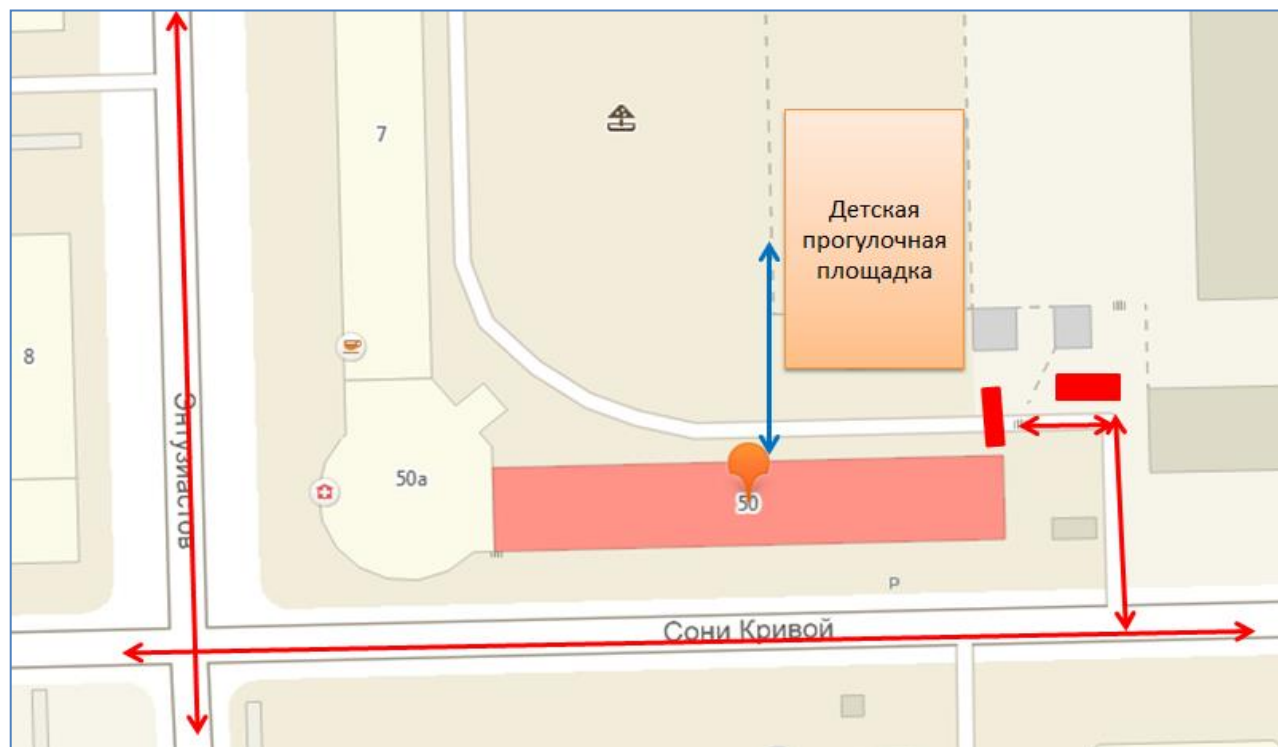 7
Детская
прогулочная
площадка
8
Энтузиастов
50а
50
P
Сони Кривой